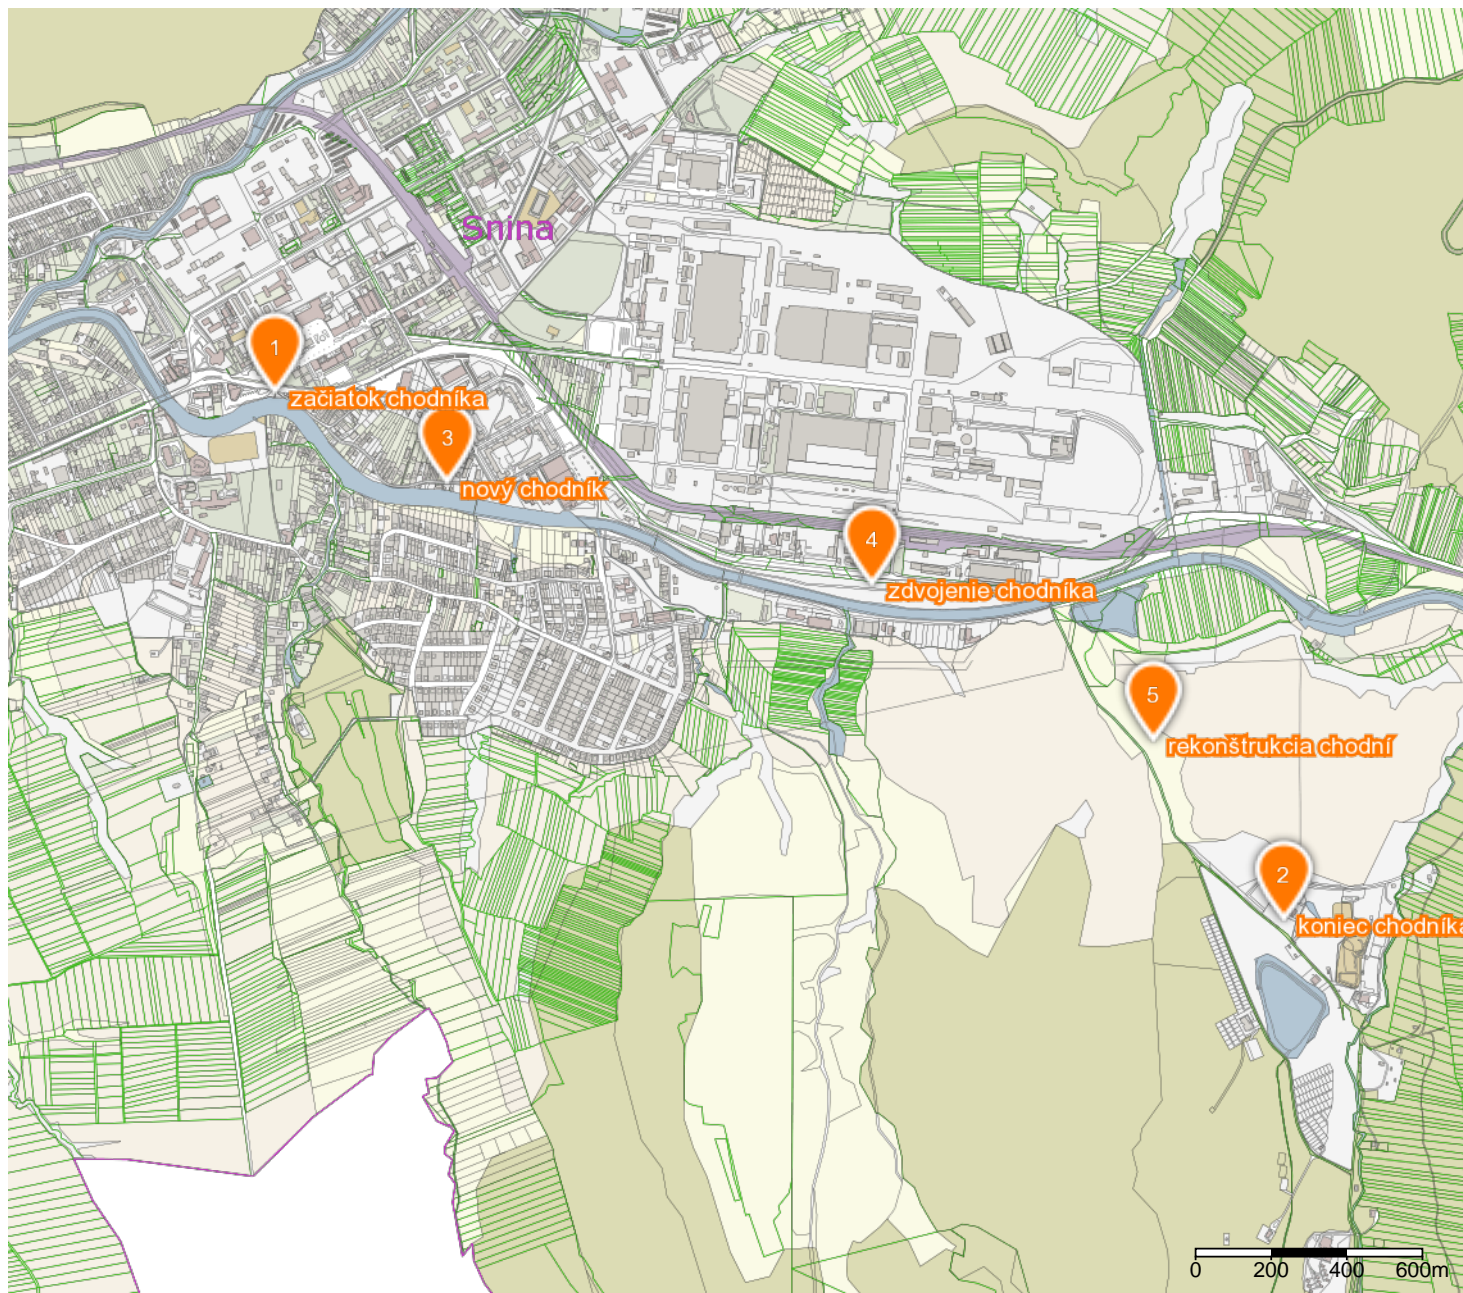 Snina
1
začiatok chodníka
3
nový chodník
4
zdvojenie chodníka
5
rekonštrukcia chodní
2
koniec chodníka
0 200 400 600m